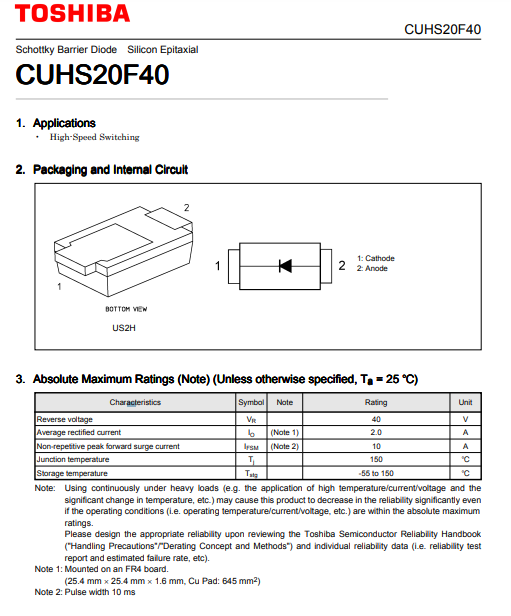 TOSHIBA
CUHS20F40
Schottky Barrier Diode Silicon Epitaxial
CUHS20F40
1. Applications
• High-Speed Switching
2. Packaging and Internal Circuit
2
1
BOTTOM VIEW
US2H
1
2
1: Cathode
2: Anode
3. Absolute Maximum Ratings (Note) (Unless otherwise specified, Ta = 25 ℃)
Characteristics Symbol Note Rating Unit
Reverse voltage VR 40 V
Average rectified current IO (Note 1) 2.0 A
Non-repetitive peak forward surge current IFSM (Note 2) 10 A
Junction temperature Tj 150 ℃
Storage temperature Tstg -55 to 150 ℃
Note: Using continuously under heavy loads (e.g. the application of high temperature/current/voltage and the
significant change in temperature, etc.) may cause this product to decrease in the reliability significantly even
if the operating conditions (i.e. operating temperature/current/voltage, etc.) are within the absolute maximum
ratings.
Please design the appropriate reliability upon reviewing the Toshiba Semiconductor Reliability Handbook
("Handling Precautions"/"Derating Concept and Methods") and individual reliability data (i.e. reliability test
report and estimated failure rate, etc).
Note 1: Mounted on an FR4 board.
(25.4 mm × 25.4 mm × 1.6 mm, Cu Pad: 645 mm2)
Note 2: Pulse width 10 ms